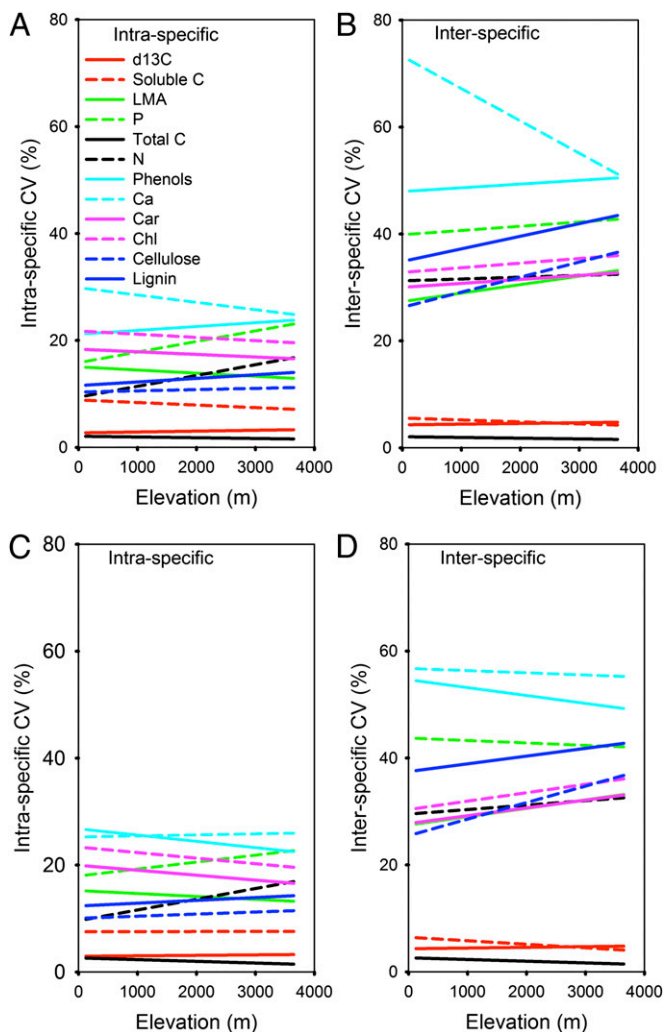 A
Intra-specific
d13C
Soluble C
LMA
P
Total C
N
Phenols
Ca
Car
Chl
Cellulose
Lignin
Intra-specific CV (%)
80
60
40
20
0
0 1000 2000 3000 4000
Elevation (m)
B
Inter-specific
Inter-specific CV (%)
80
60
40
20
0
0 1000 2000 3000 4000
Elevation (m)
C
Intra-specific
Intra-specific CV (%)
80
60
40
20
0
0 1000 2000 3000 4000
Elevation (m)
D
Inter-specific
Inter-specific CV (%)
80
60
40
20
0
0 1000 2000 3000 4000
Elevation (m)